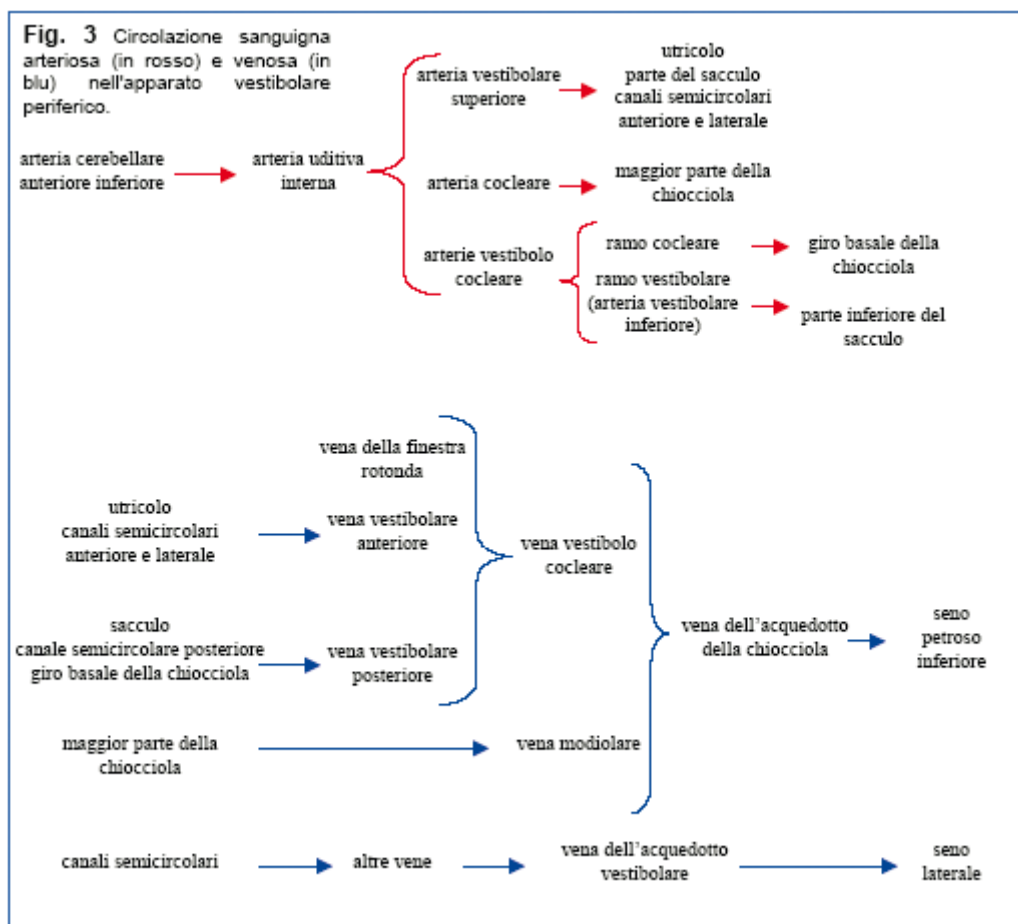 Fig. 3 Circolazione sanguigna
arteriosa (in rosso) e venosa (in
blu) nell'apparato vestibolare
periferico.
arteria cerebellare
anteriore inferiore
arteria uditiva
interna
arteria vestibolare
superiore
utricolo
parte del sacculo
canali semicircolari
anteriore e laterale
arteria cocleare
maggior parte della
chiocciola
arterie vestibolo
cocleare
ramo cocleare
giro basale della
chiocciola
ramo vestibolare
(arteria vestibolare
inferiore)
parte inferiore del
sacculo
vena della finestra
rotonda
utricolo
canali semicircolari
anteriore e laterale
vena vestibolare
anteriore
vena vestibolo
cocleare
sacculo
canale semicircolare posteriore
giro basale della chiocciola
vena vestibolare
posteriore
vena dell'acquedotto
della chiocciola
seno
petroso
inferiore
maggior parte della
chiocciola
vena modiolare
canali semicircolari
altre vene
vena dell'acquedotto
vestibolare
seno
laterale